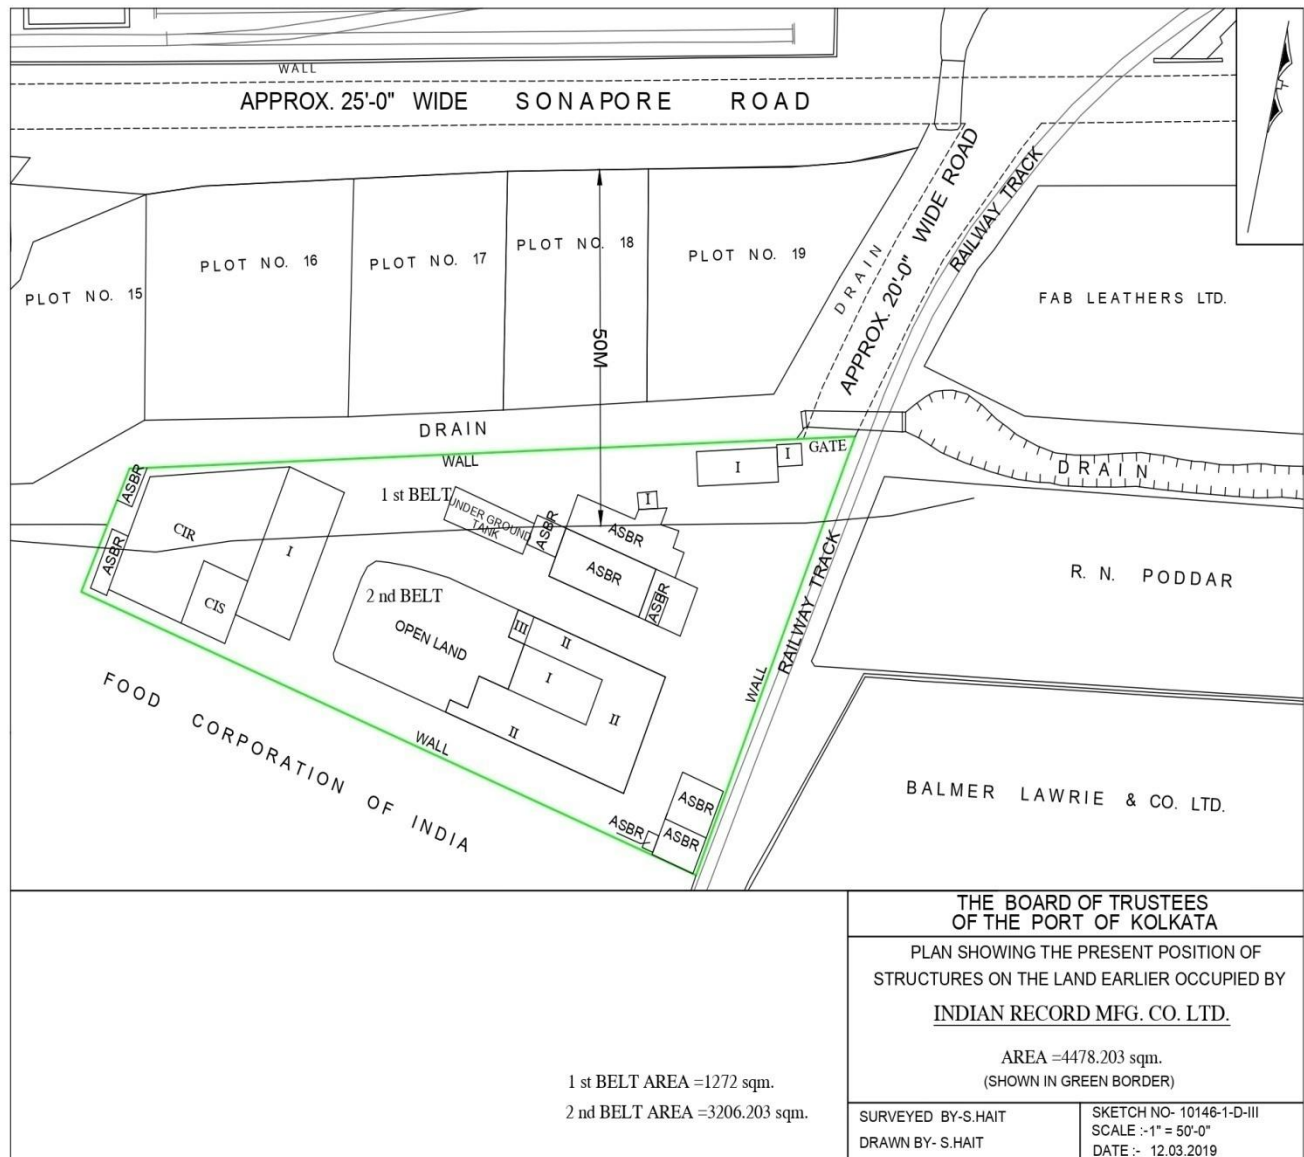 WALL
APPROX. 25'-0" WIDE SONAPORE ROAD
PLOT NO. 15
PLOT NO. 16
PLOT NO. 17
PLOT NO. 18
PLOT NO. 19
50M
DRAIN
APPROX. 20'-0" WIDE ROAD
RAILWAY TRACK
FAB LEATHERS LTD.
DRAIN
WALL
GATE
DRAIN
I
I
I
ASBR
ASBR
CIR
I
CIS
1 st BELT
UNDER GROUND
TANK
ASBR
ASBR
ASBR
ASBR
2 nd BELT
OPEN LAND
III
II
I
II
II
WALL
WALL
RAILWAY TRACK
R. N. PODDAR
FOOD CORPORATION OF INDIA
ASBR
ASBR
ASBR
BALMER LAWRIE & CO. LTD.
THE BOARD OF TRUSTEES
OF THE PORT OF KOLKATA
PLAN SHOWING THE PRESENT POSITION OF
STRUCTURES ON THE LAND EARLIER OCCUPIED BY
INDIAN RECORD MFG. CO. LTD.
AREA =4478.203 sqm.
(SHOWN IN GREEN BORDER)
1 st BELT AREA =1272 sqm.
2 nd BELT AREA =3206.203 sqm.
SURVEYED BY-S.HAIT
DRAWN BY- S.HAIT
SKETCH NO- 10146-1-D-III
SCALE :-1" = 50'-0"
DATE :- 12.03.2019